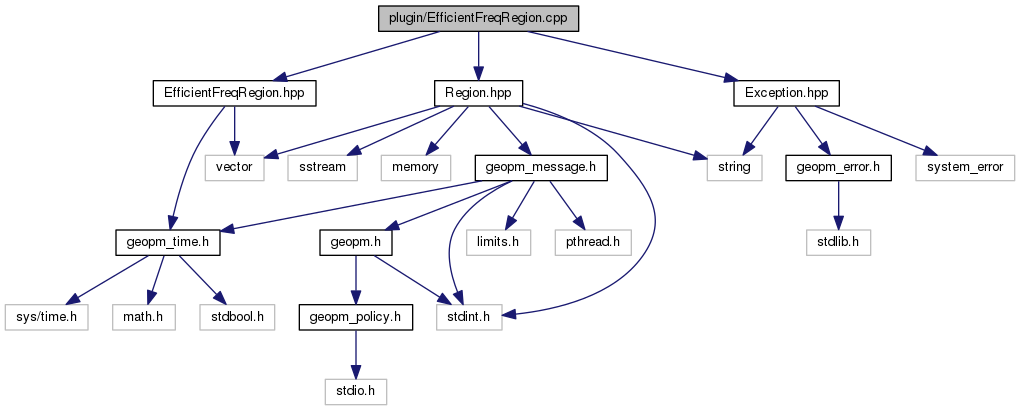 plugin/EfficientFreqRegion.cpp
EfficientFreqRegion.hpp
Region.hpp
Exception.hpp
vector
sstream
memory
geopm_message.h
string
geopm_error.h
system_error
geopm_time.h
geopm.h
limits.h
pthread.h
stdlib.h
sys/time.h
math.h
stdbool.h
geopm_policy.h
stdint.h
stdio.h